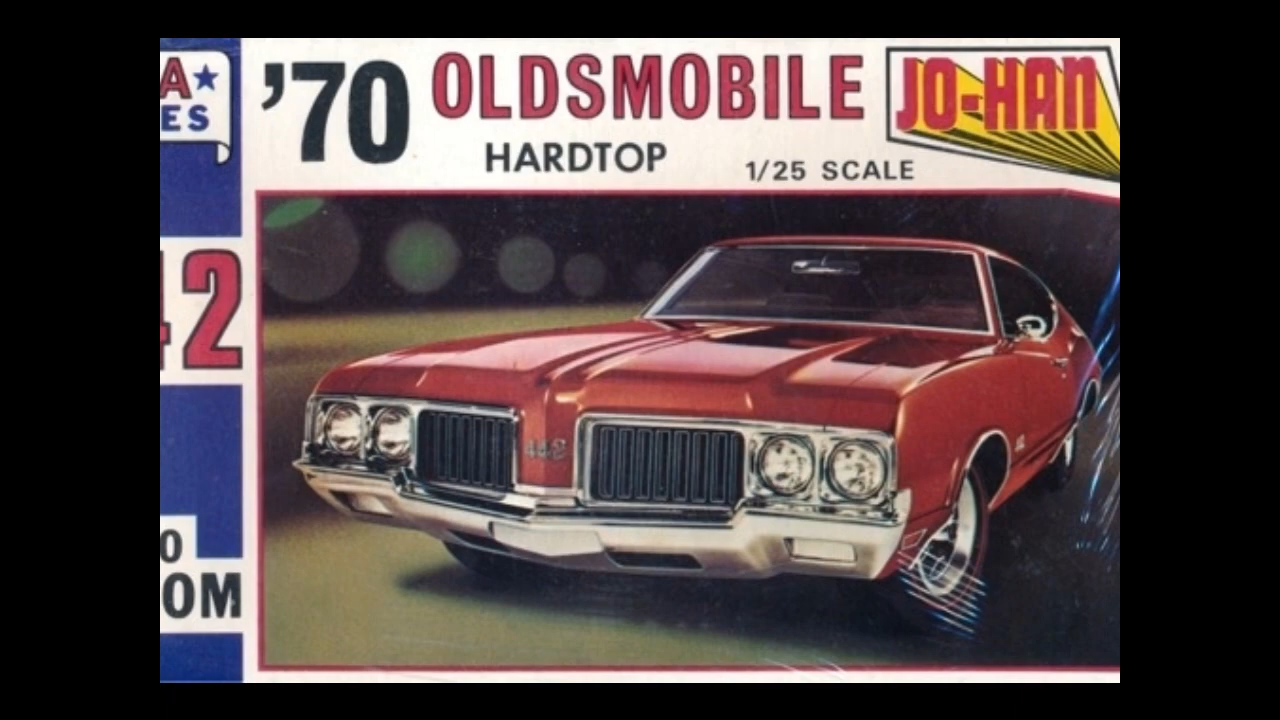 '70 OLDSMOBILE
JO-HAN
HARDTOP
1/25 SCALE
A★
ES
42
442
O
OM